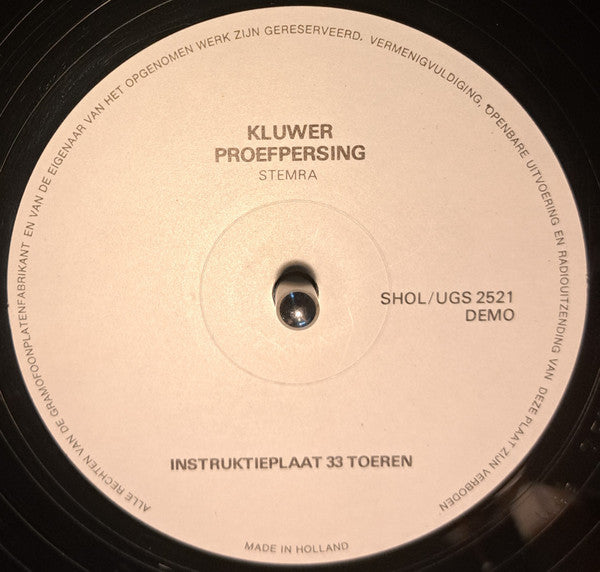 ALLE RECHTEN VAN DE GRAMOFOONPLATENFABRIKANT EN VAN DE EIGENAAR VAN HET OPGENOMEN WERK ZIJN GERESERVEERD. VERMENIGVULDIGING, OPENBARE UITVOERING EN RADIOUITZENDING VAN DEZE PLAAT ZIJN VERBODEN
KLUWER
PROEFPERSING
STEMRA
SHOL/UGS 2521
DEMO
INSTRUKTIEPLAAT 33 TOEREN
MADE IN HOLLAND